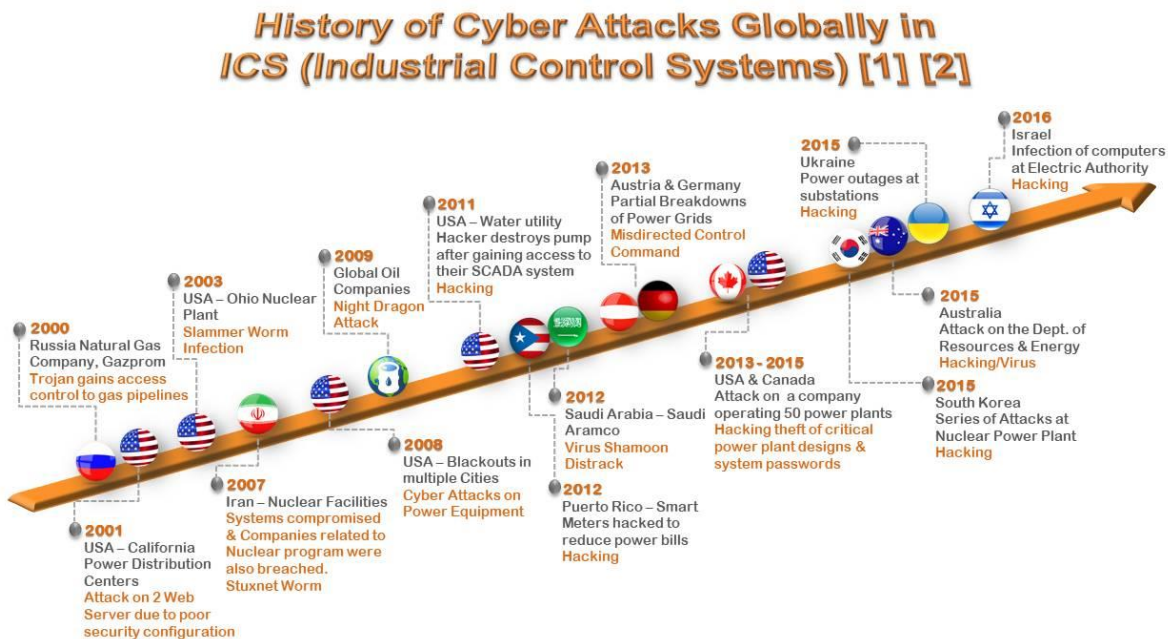 History of Cyber Attacks Globally in
ICS (Industrial Control Systems) [1] [2]
2000
Russia Natural Gas
Company, Gazprom
Trojan gains access
control to gas pipelines
2001
USA – California
Power Distribution
Centers
Attack on 2 Web
Server due to poor
security configuration
2003
USA – Ohio Nuclear
Plant
Slammer Worm
Infection
2007
Iran – Nuclear Facilities
Systems compromised
& Companies related to
Nuclear program were
also breached.
Stuxnet Worm
2008
USA – Blackouts in
multiple Cities
Cyber Attacks on
Power Equipment
2009
Global Oil
Companies
Night Dragon
Attack
2011
USA – Water utility
Hacker destroys pump
after gaining access to
their SCADA system
Hacking
2012
Puerto Rico – Smart
Meters hacked to
reduce power bills
Hacking
2012
Saudi Arabia – Saudi
Aramco
Virus Shamoon
Distrack
2013
Austria & Germany
Partial Breakdowns
of Power Grids
Misdirected Control
Command
2013 - 2015
USA & Canada
Attack on a company
operating 50 power plants
Hacking theft of critical
power plant designs &
system passwords
2015
South Korea
Series of Attacks at
Nuclear Power Plant
Hacking
2015
Australia
Attack on the Dept. of
Resources & Energy
Hacking/Virus
2015
Ukraine
Power outages at
substations
Hacking
2016
Israel
Infection of computers
at Electric Authority
Hacking